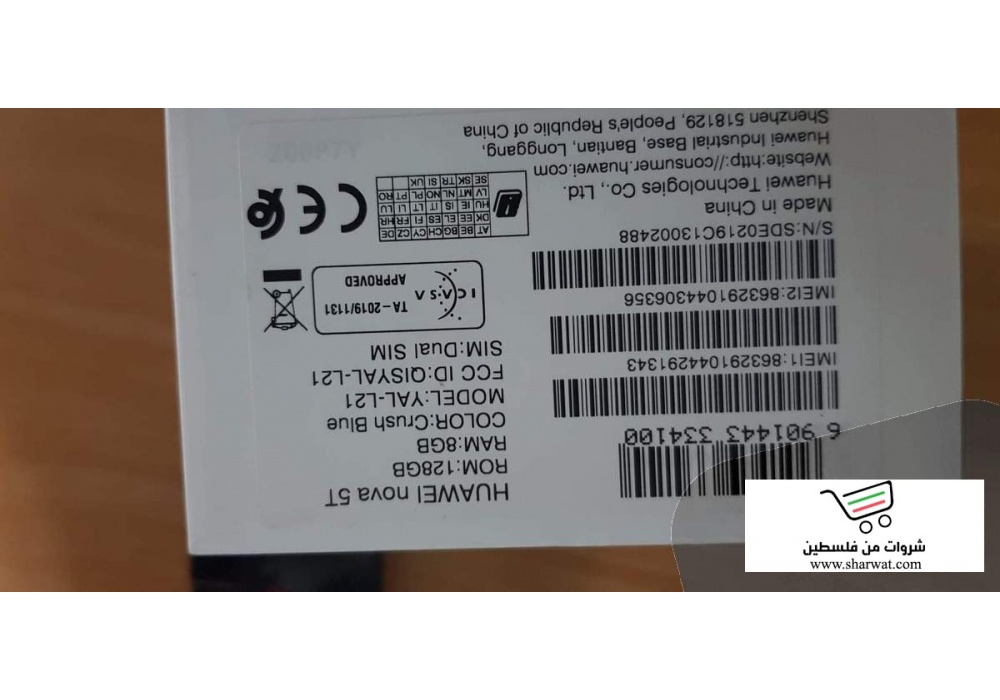 HUAWEI nova 5T
ROM:128GB
RAM:8GB
COLOR:Crush Blue
MODEL:YAL-L21
FCC ID:QISYAL-L21
SIM:Dual SIM
6 901443 334100
IMEI1:863291044291343
IMEI2:863291044306356
S/N:SDE0219C13002488
TA-2019/1131
APPROVED
ICASA
Made in China
Huawei Technologies Co., Ltd.
Website:http://consumer.huawei.com
Huawei Industrial Base, Bantian, Longgang,
Shenzhen 518129, People's Republic of China
AT BE BG CH CY CZ DE
DK EE EL ES FI FR HR
HU IE IS IT LI LT LU
LV MT NL NO PL PT RO
SE SK TR SI UK
CE
شروات من فلسطين
www.sharwat.com